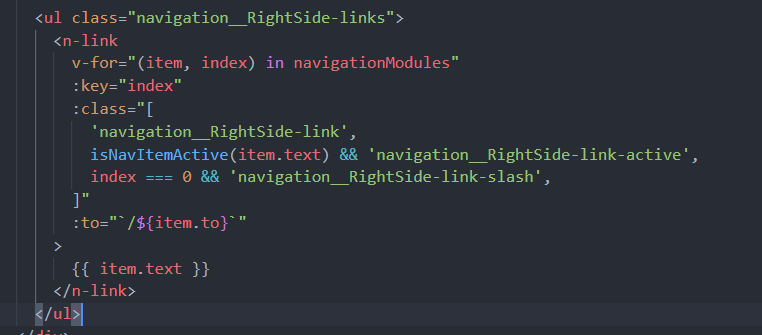 <ul class="navigation__RightSide-links">
<n-link
v-for="(item, index) in navigationModules"
:key="index"
:class="[
'navigation__RightSide-link',
isNavItemActive(item.text) && 'navigation__RightSide-link-active',
index === 0 && 'navigation__RightSide-link-slash',
]"
:to="`/${item.to}`"
>
{{ item.text }}
</n-link>
</ul>
</div>